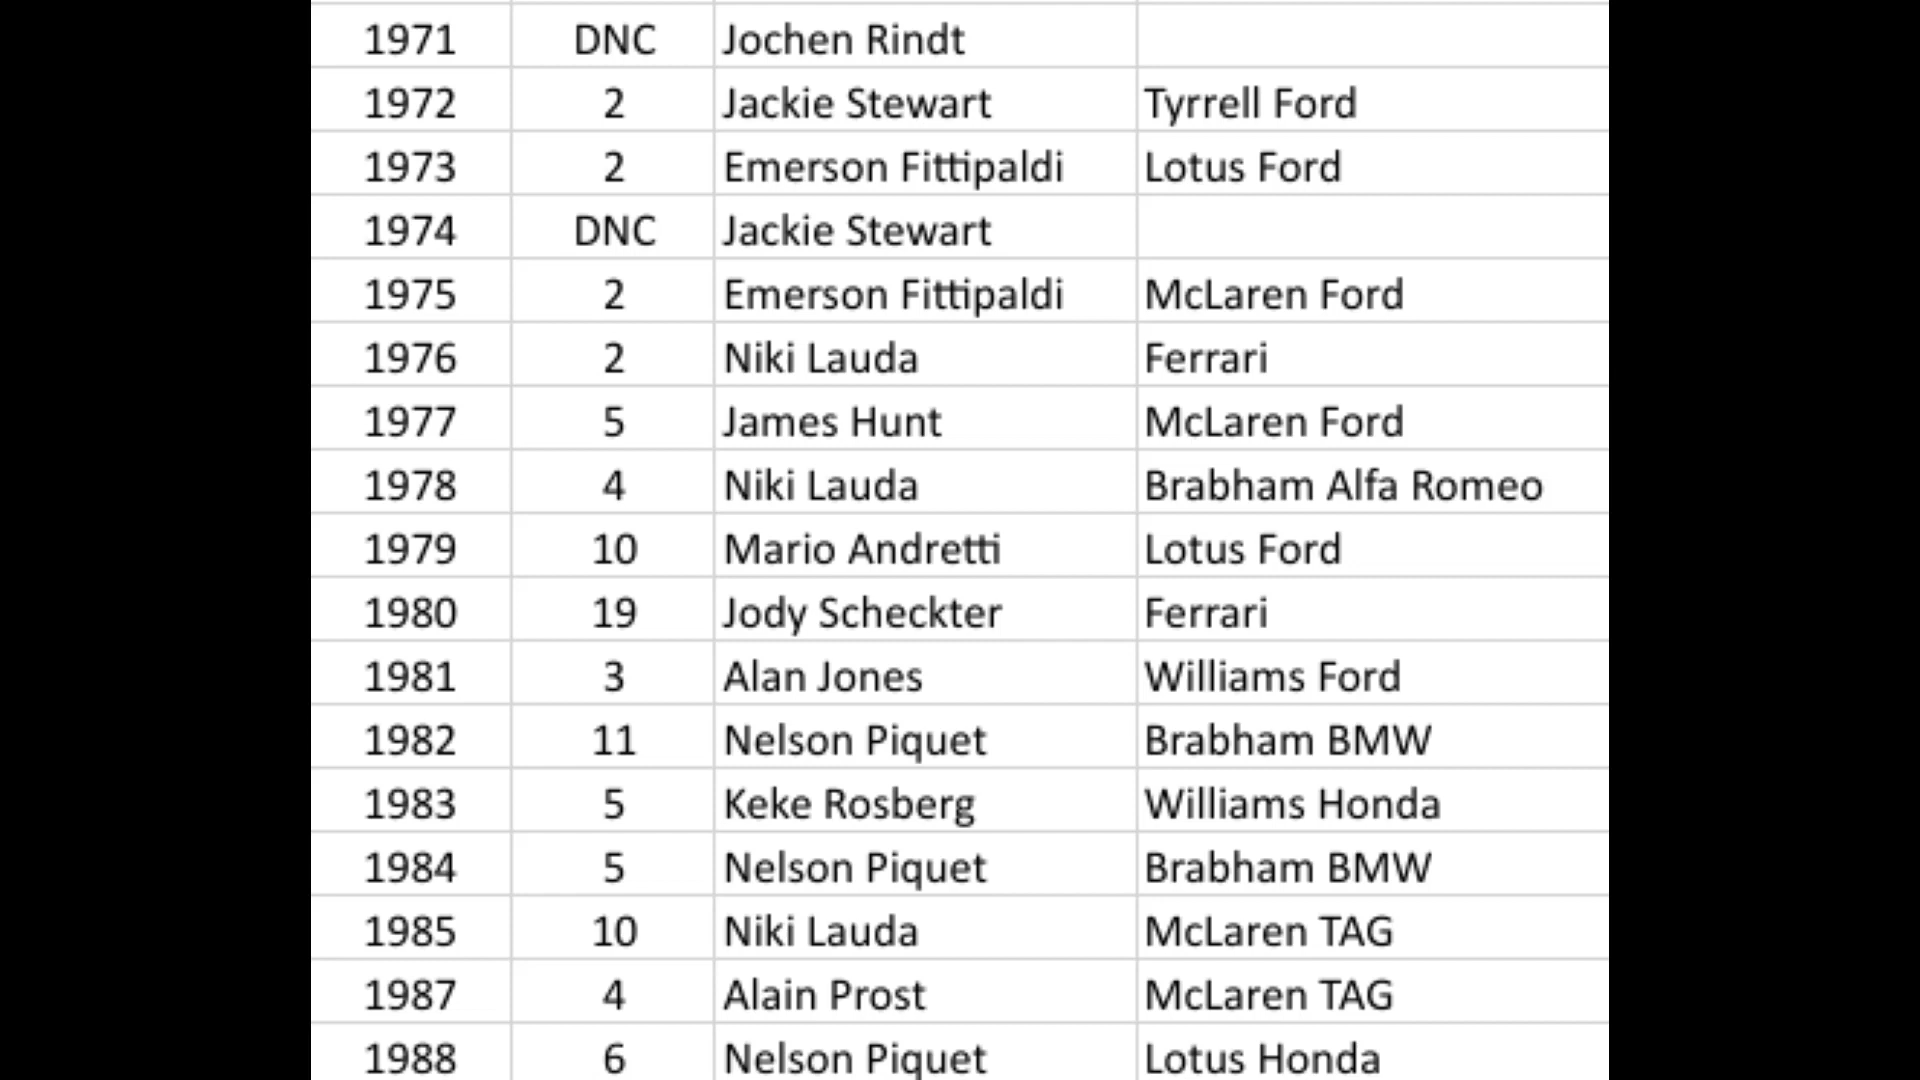 1971 DNC Jochen Rindt
1972 2 Jackie Stewart Tyrrell Ford
1973 2 Emerson Fittipaldi Lotus Ford
1974 DNC Jackie Stewart
1975 2 Emerson Fittipaldi McLaren Ford
1976 2 Niki Lauda Ferrari
1977 5 James Hunt McLaren Ford
1978 4 Niki Lauda Brabham Alfa Romeo
1979 10 Mario Andretti Lotus Ford
1980 19 Jody Scheckter Ferrari
1981 3 Alan Jones Williams Ford
1982 11 Nelson Piquet Brabham BMW
1983 5 Keke Rosberg Williams Honda
1984 5 Nelson Piquet Brabham BMW
1985 10 Niki Lauda McLaren TAG
1987 4 Alain Prost McLaren TAG
1988 6 Nelson Piquet Lotus Honda